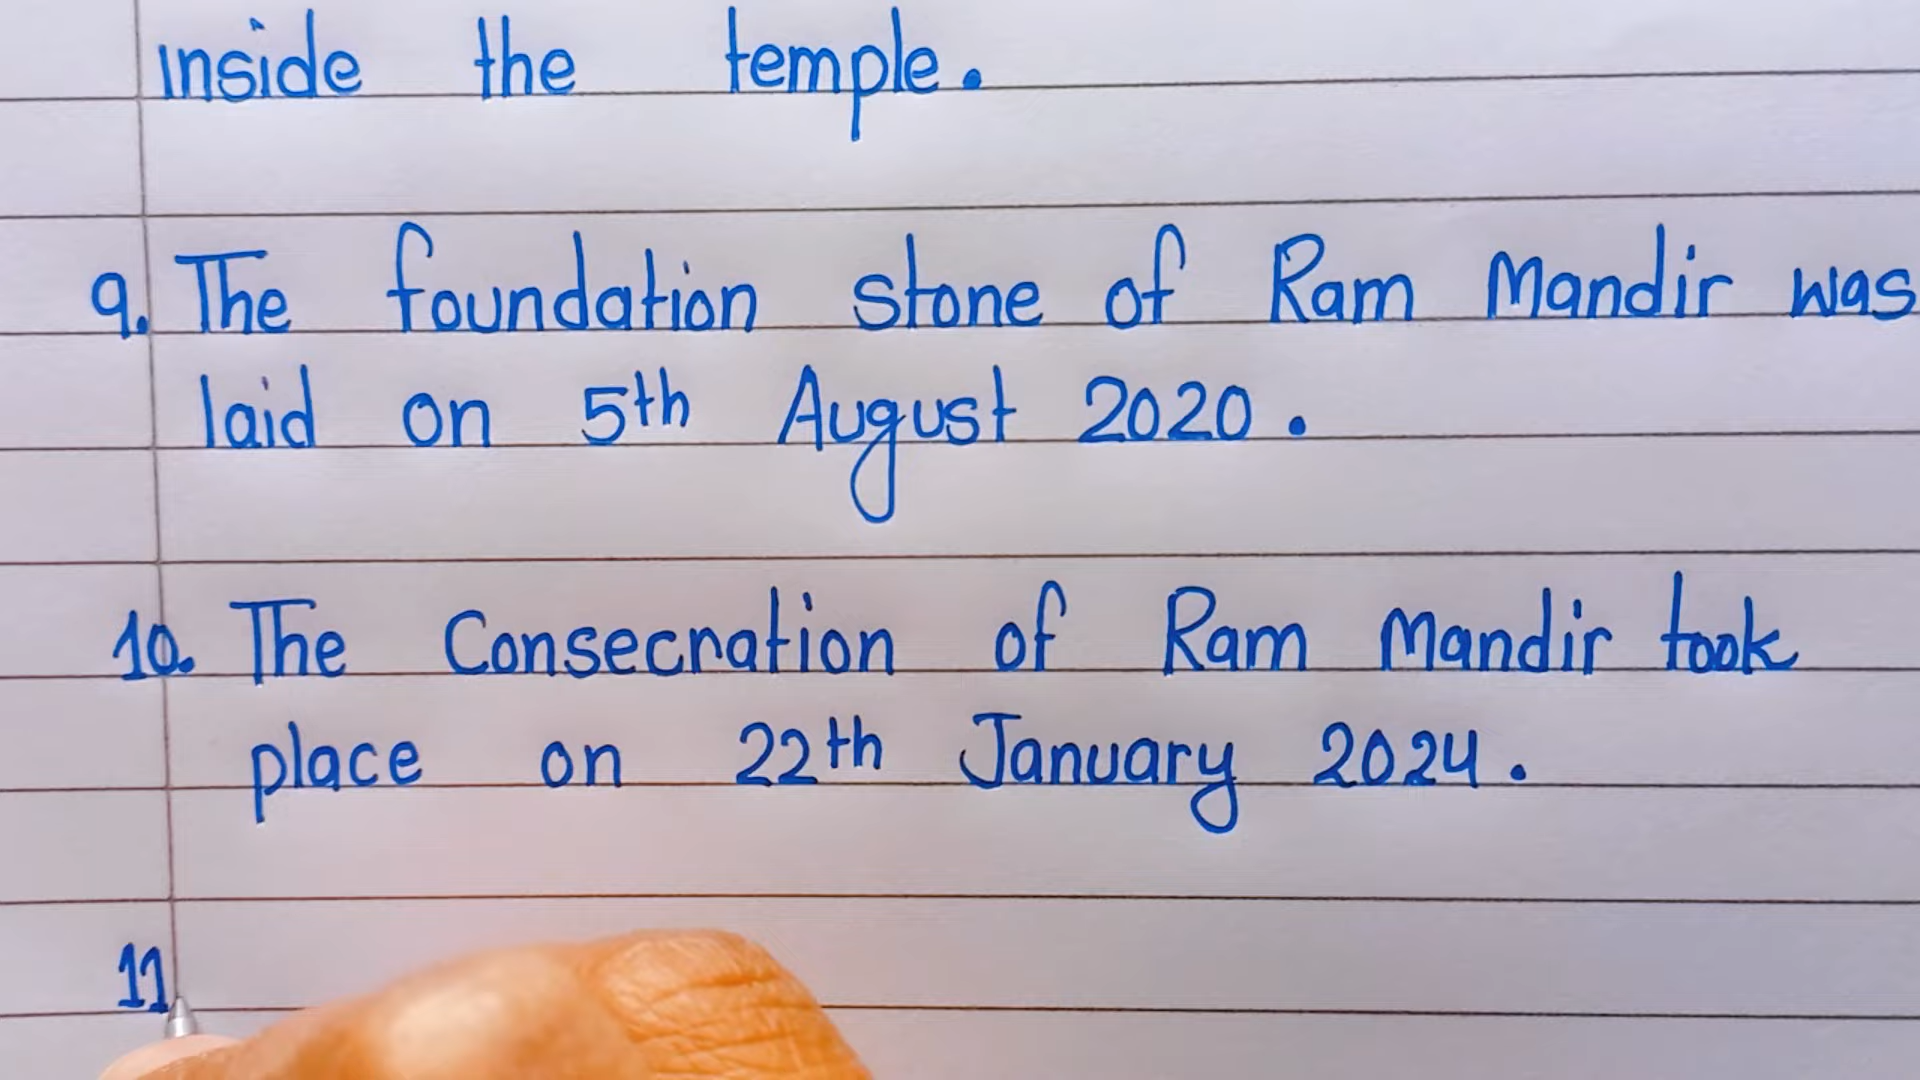 inside the temple.
9. The foundation stone of Ram Mandir was
laid on 5th August 2020.
10. The Consecration of Ram Mandir took
place on 22th January 2024.
11